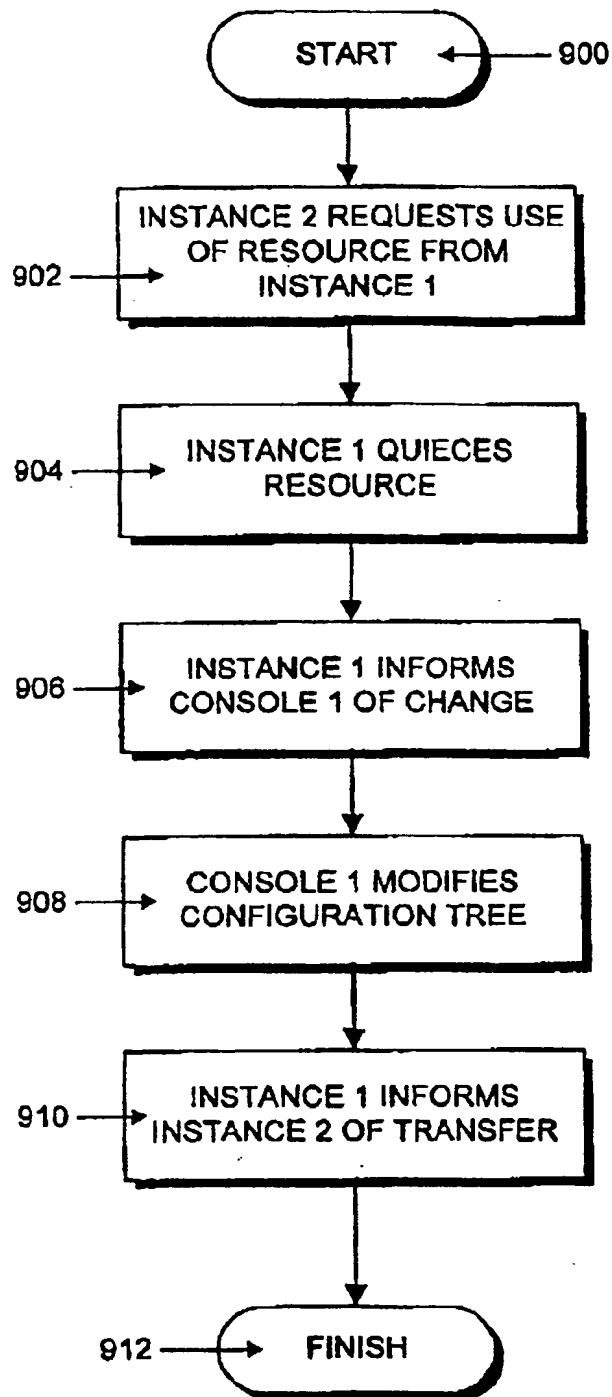 START
900
INSTANCE 2 REQUESTS USE
OF RESOURCE FROM
INSTANCE 1
902
INSTANCE 1 QUIECES
RESOURCE
904
INSTANCE 1 INFORMS
CONSOLE 1 OF CHANGE
906
CONSOLE 1 MODIFIES
CONFIGURATION TREE
908
INSTANCE 1 INFORMS
INSTANCE 2 OF TRANSFER
910
FINISH
912